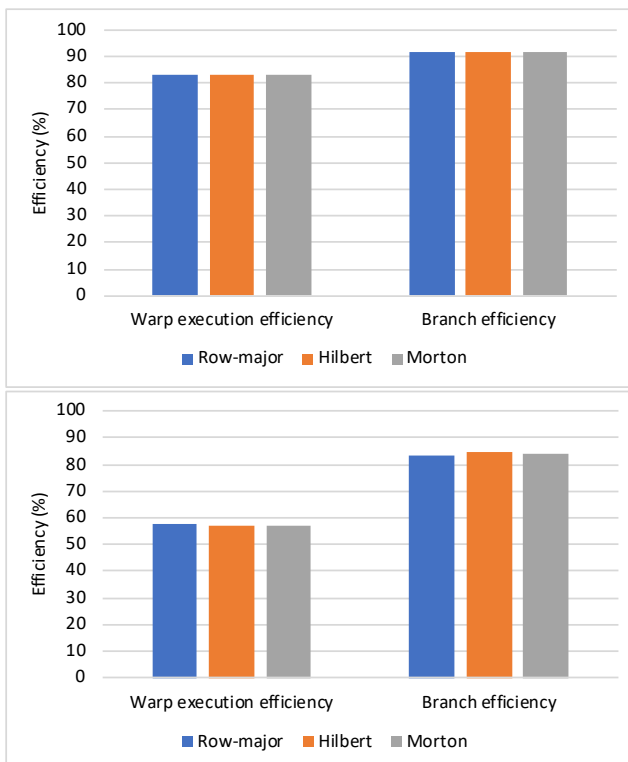 100
90
80
70
60
50
40
30
20
10
0
Efficiency (%)
Warp execution efficiency
Branch efficiency
Row-major
Hilbert
Morton
100
90
80
70
60
50
40
30
20
10
0
Efficiency (%)
Warp execution efficiency
Branch efficiency
Row-major
Hilbert
Morton